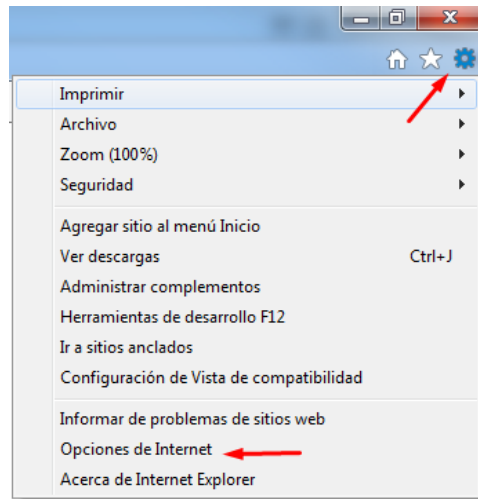 Imprimir
Archivo
Zoom (100%)
Seguridad
Agregar sitio al menú Inicio
Ver descargas Ctrl+J
Administrar complementos
Herramientas de desarrollo F12
Ir a sitios anclados
Configuración de Vista de compatibilidad
Informar de problemas de sitios web
Opciones de Internet
Acerca de Internet Explorer